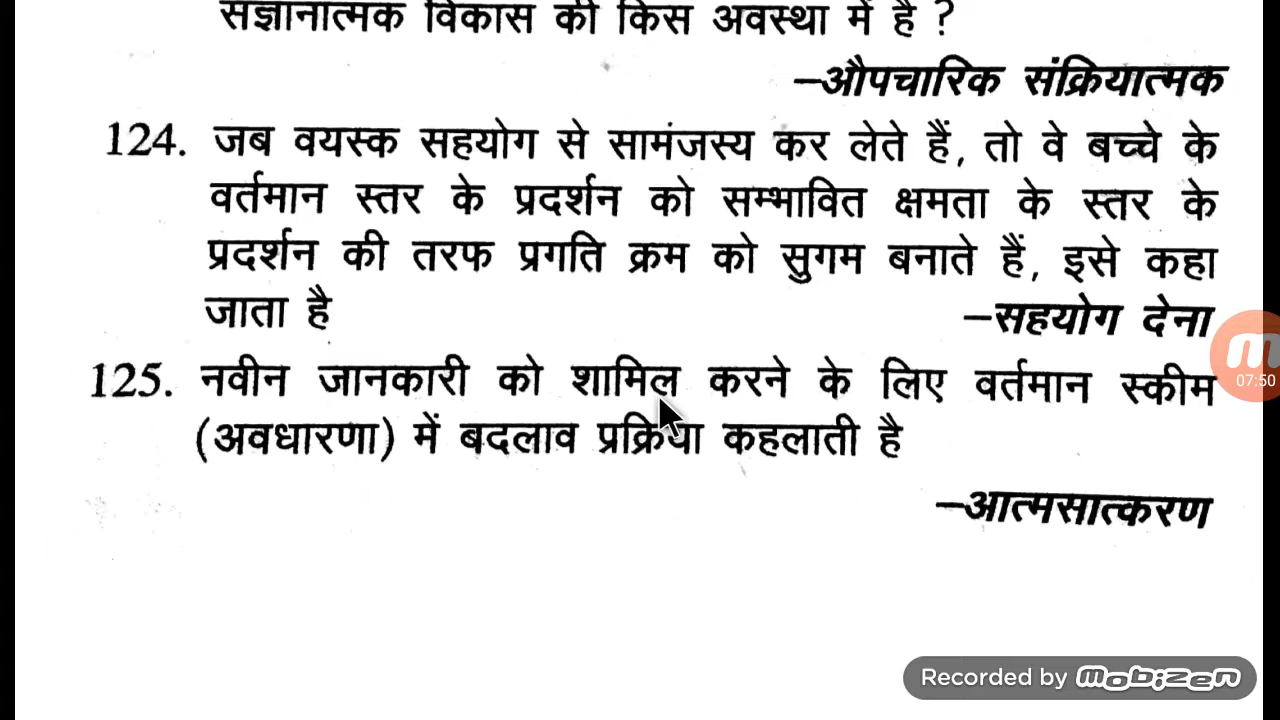 संज्ञानात्मक विकास की किस अवस्था में है ?
–औपचारिक संक्रियात्मक
124. जब वयस्क सहयोग से सामंजस्य कर लेते हैं, तो वे बच्चे के
वर्तमान स्तर के प्रदर्शन को सम्भावित क्षमता के स्तर के
प्रदर्शन की तरफ प्रगति क्रम को सुगम बनाते हैं, इसे कहा
जाता है
–सहयोग देना
125. नवीन जानकारी को शामिल करने के लिए वर्तमान स्कीम
(अवधारणा) में बदलाव प्रक्रिया कहलाती है
–आत्मसात्करण
07:50
Recorded by Mobizen